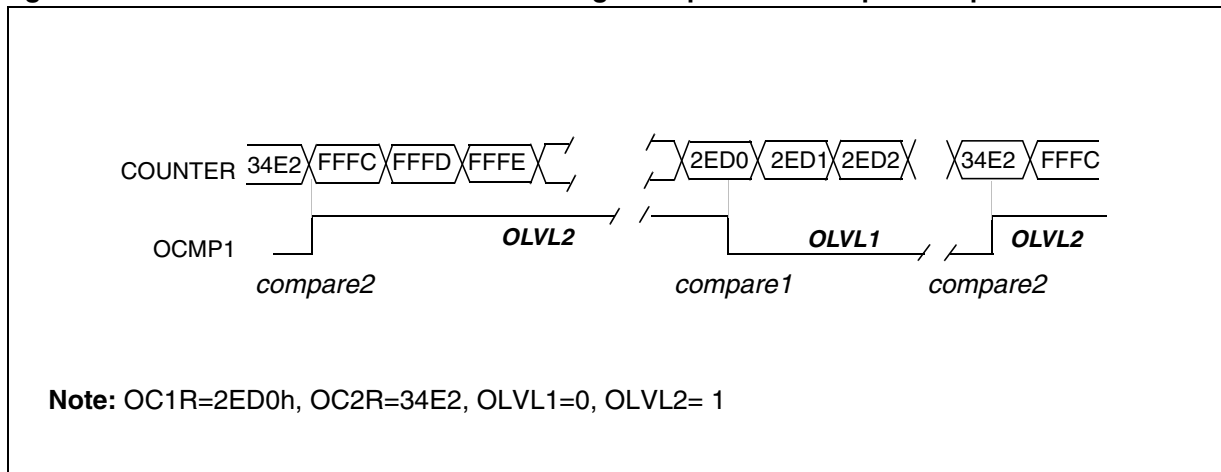 COUNTER 34E2 FFFC FFFD FFFE 2ED0 2ED1 2ED2 34E2 FFFC
OCMP1 OLVL2 OLVL1 OLVL2
compare2 compare1 compare2
Note: OC1R=2ED0h, OC2R=34E2, OLVL1=0, OLVL2= 1